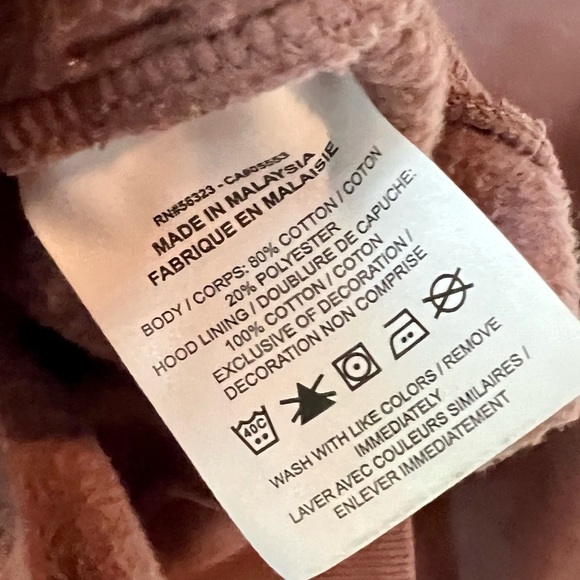 RN#56323 - CA#05553
MADE IN MALAYSIA
FABRIQUE EN MALAISIE
BODY / CORPS: 80% COTTON / COTON
20% POLYESTER
HOOD LINING / DOUBLURE DE CAPUCHE:
100% COTTON / COTON
EXCLUSIVE OF DECORATION /
DECORATION NON COMPRISE
40C
WASH WITH LIKE COLORS / REMOVE
IMMEDIATELY
LAVER AVEC COULEURS SIMILAIRES /
ENLEVER IMMEDIATEMENT